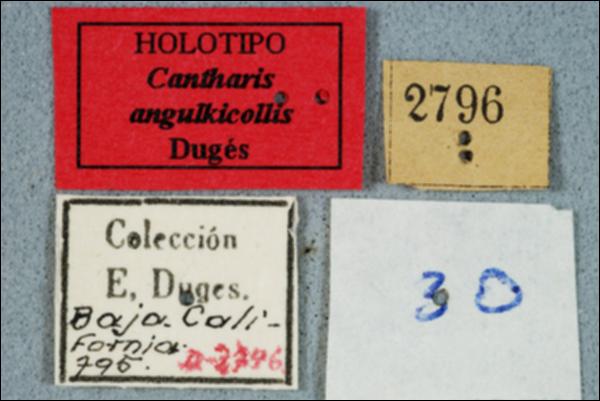 HOLOTIPO
Cantharis
angulkicollis
Dugés
2796
Colección
E, Duges.
Baja. Cali-
fornia.
795.
a-2796
30